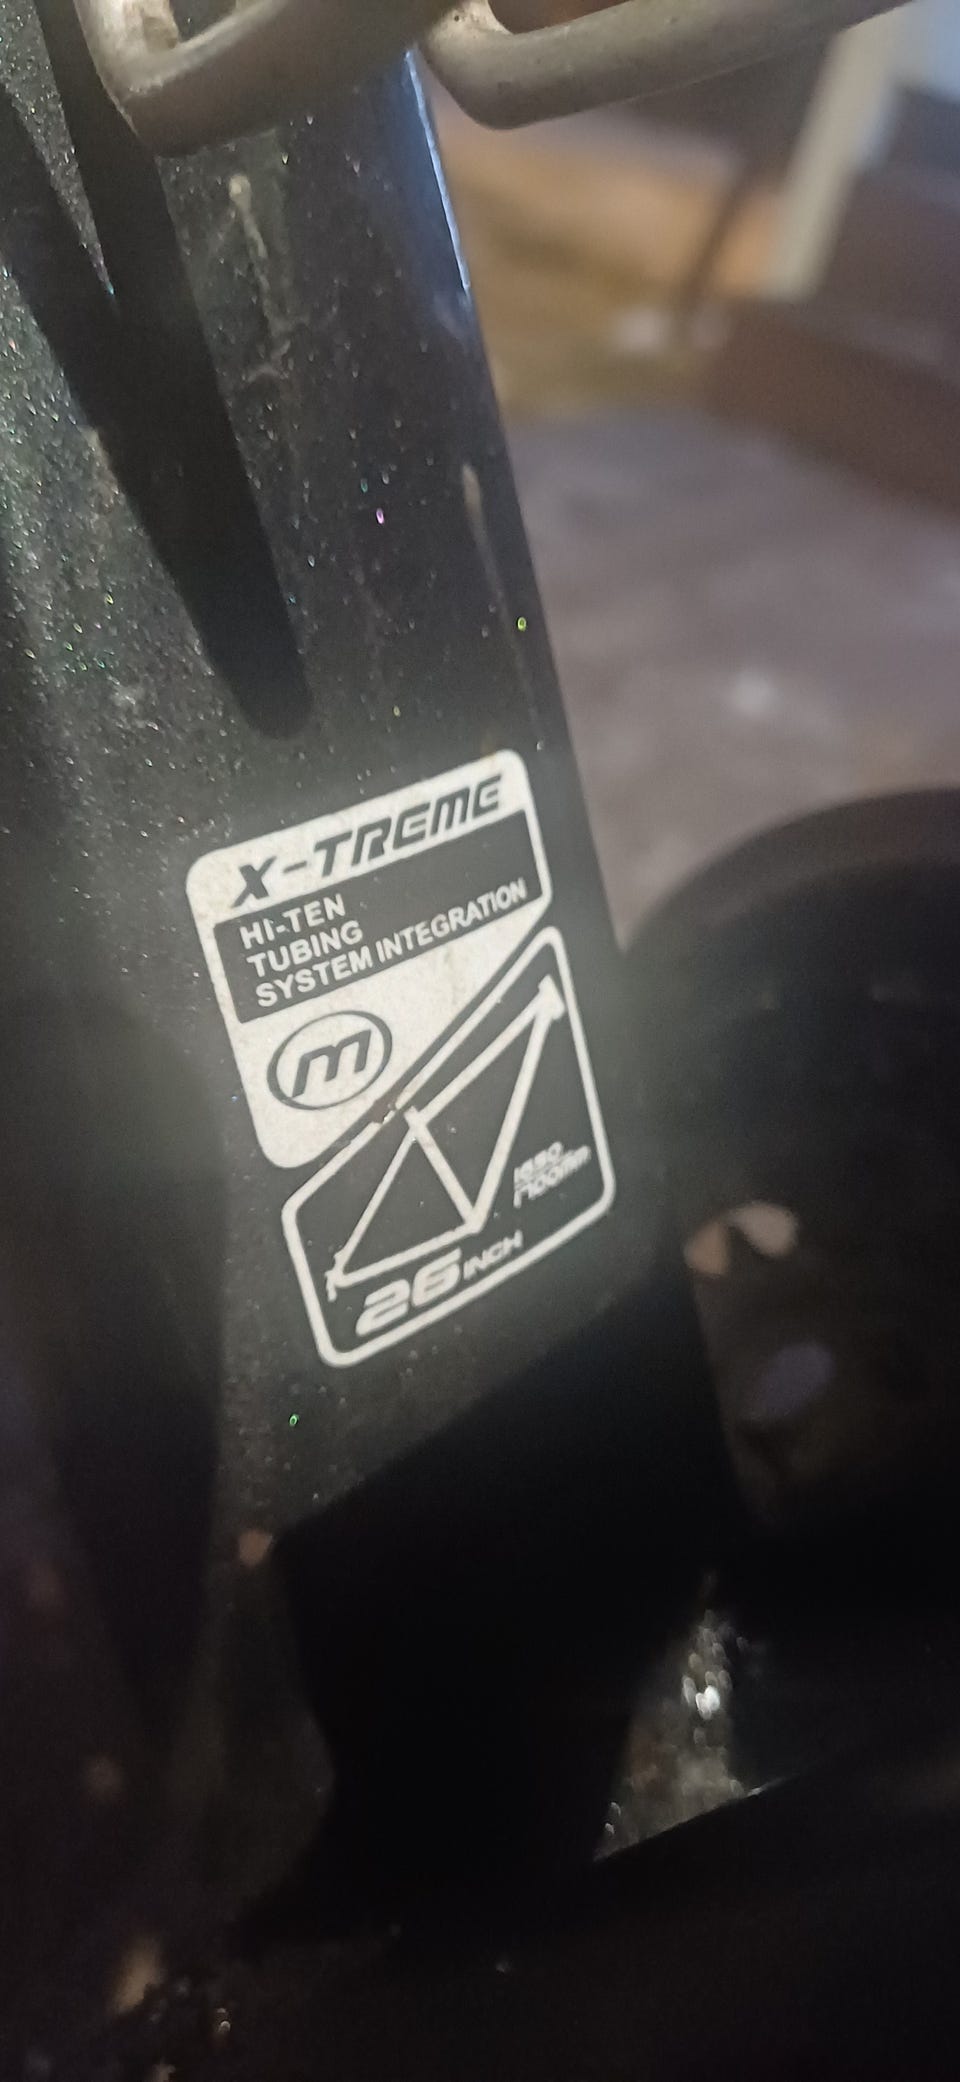 X-TREME
HI-TEN
TUBING
SYSTEM INTEGRATION
m
26 INCH